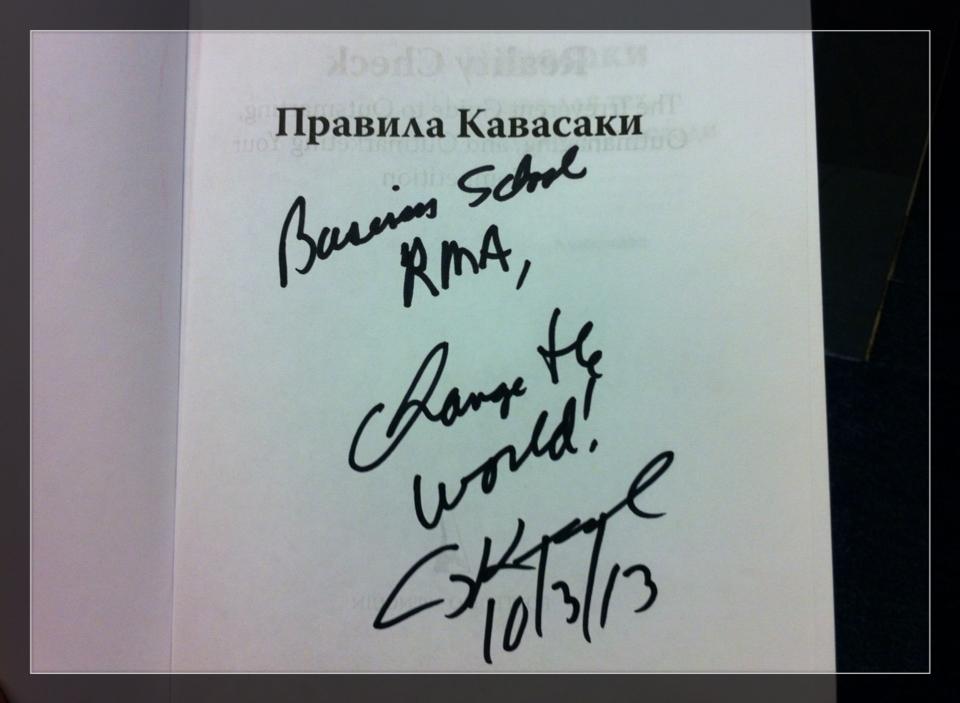 Правила Кавасаки
Business School
RMA,
Change the
world!
10/3/13